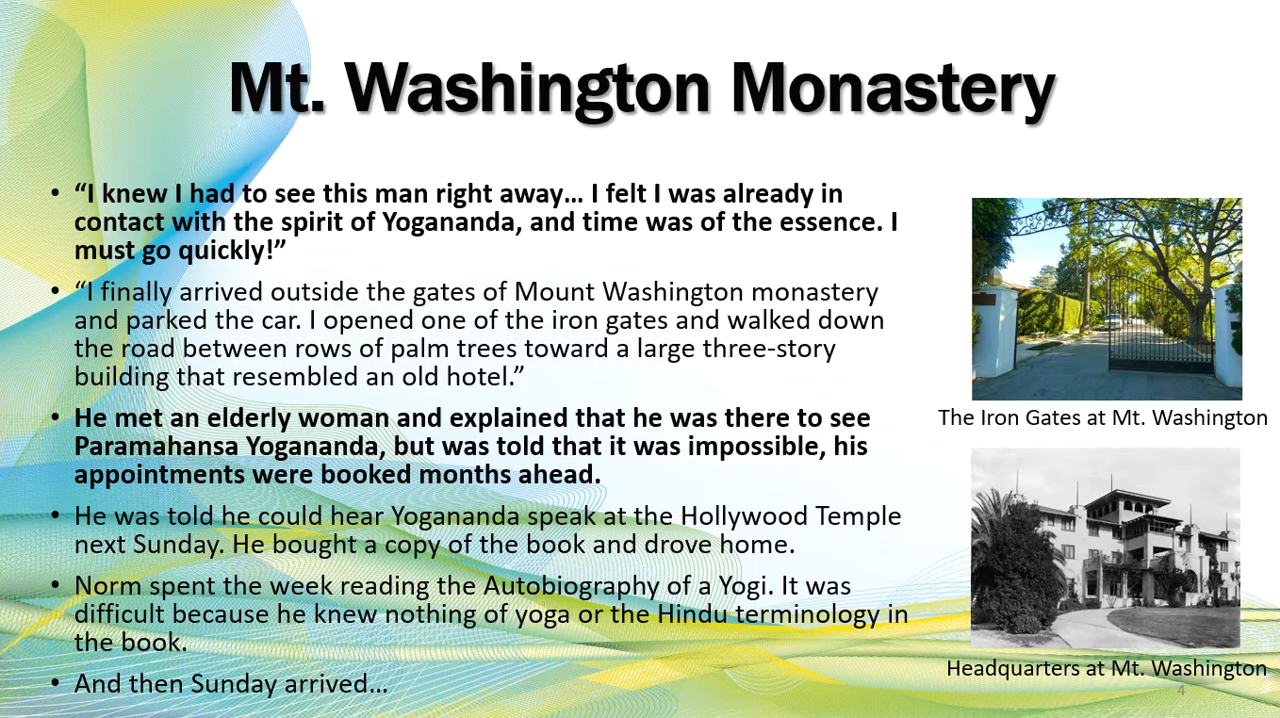 Mt. Washington Monastery
• “I knew I had to see this man right away… I felt I was already in
contact with the spirit of Yogananda, and time was of the essence. I
must go quickly!”
• “I finally arrived outside the gates of Mount Washington monastery
and parked the car. I opened one of the iron gates and walked down
the road between rows of palm trees toward a large three-story
building that resembled an old hotel.”
• He met an elderly woman and explained that he was there to see
Paramahansa Yogananda, but was told that it was impossible, his
appointments were booked months ahead.
• He was told he could hear Yogananda speak at the Hollywood Temple
next Sunday. He bought a copy of the book and drove home.
• Norm spent the week reading the Autobiography of a Yogi. It was
difficult because he knew nothing of yoga or the Hindu terminology in
the book.
• And then Sunday arrived…
The Iron Gates at Mt. Washington
Headquarters at Mt. Washington
4